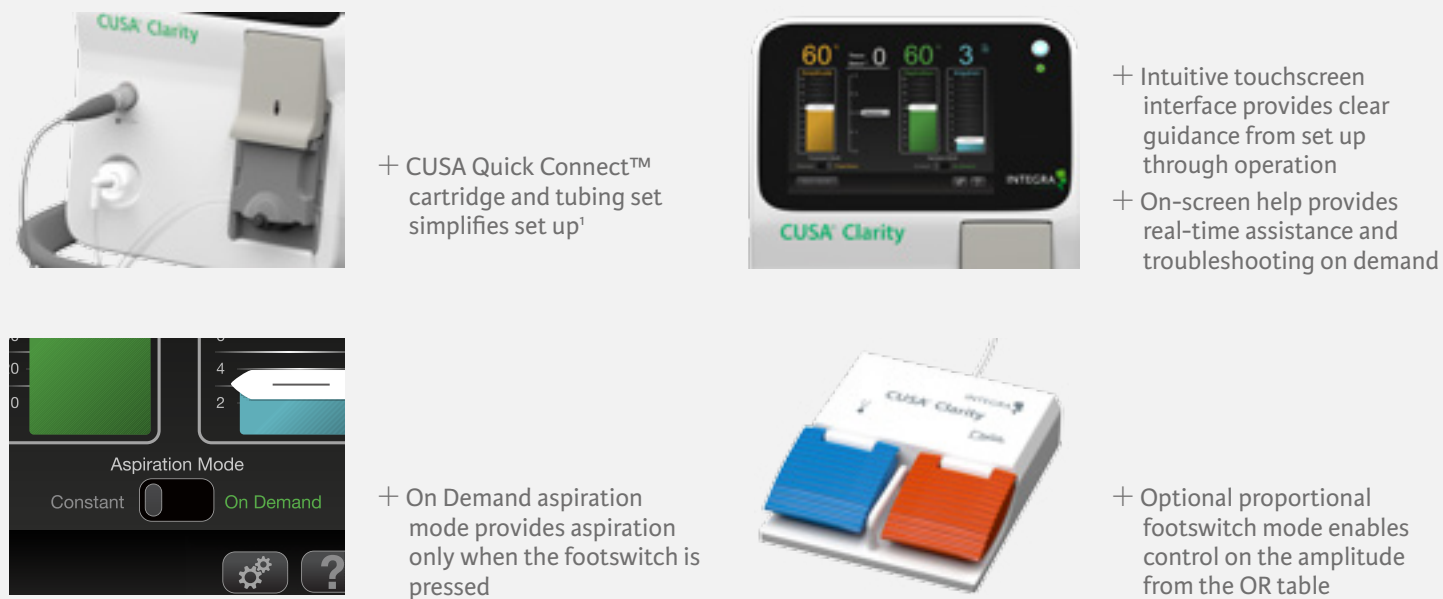 CUSA® Clarity
+ CUSA Quick Connect™
cartridge and tubing set
simplifies set up¹
60
0
60
3
INTEGRA
CUSA® Clarity
+ Intuitive touchscreen
interface provides clear
guidance from set up
through operation
+ On-screen help provides
real-time assistance and
troubleshooting on demand
4
2
Aspiration Mode
Constant
On Demand
?
+ On Demand aspiration
mode provides aspiration
only when the footswitch is
pressed
INTEGRA
CUSA® Clarity
+ Optional proportional
footswitch mode enables
control on the amplitude
from the OR table